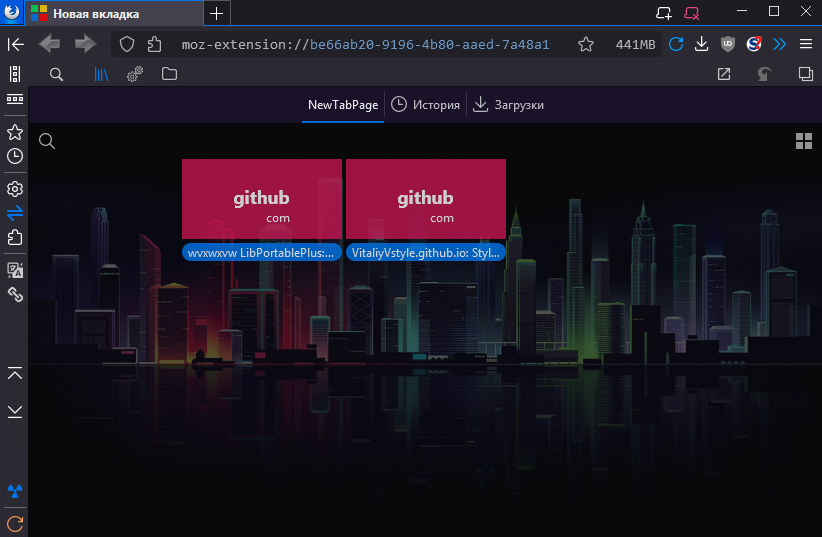 Новая вкладка
moz-extension://be66ab20-9196-4b80-aaed-7a48a1
441MB
NewTabPage
История
Загрузки
github
com
github
com
wvxwxvw LibPortablePlus:...
VitaliyVstyle.github.io: Styl...